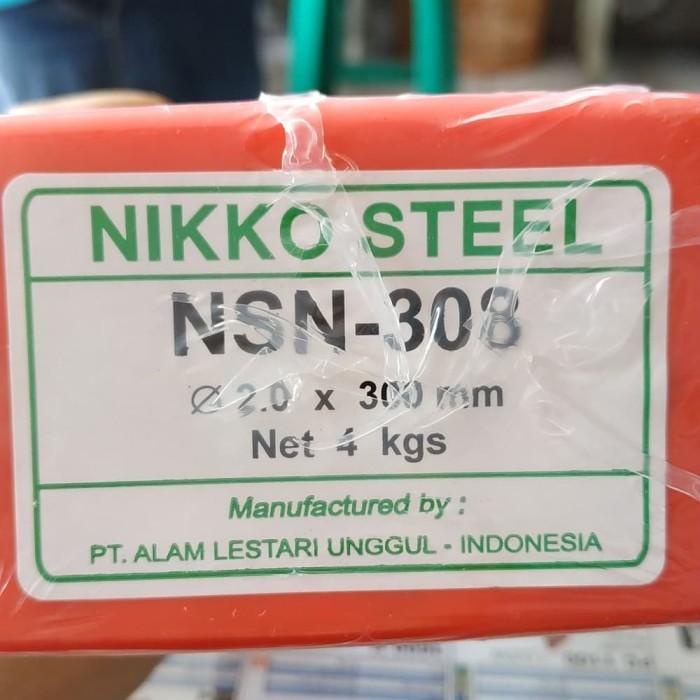 NIKKO STEEL
NSN-308
Ø 2.0 x 300 mm
Net 4 kgs
Manufactured by :
PT. ALAM LESTARI UNGGUL - INDONESIA